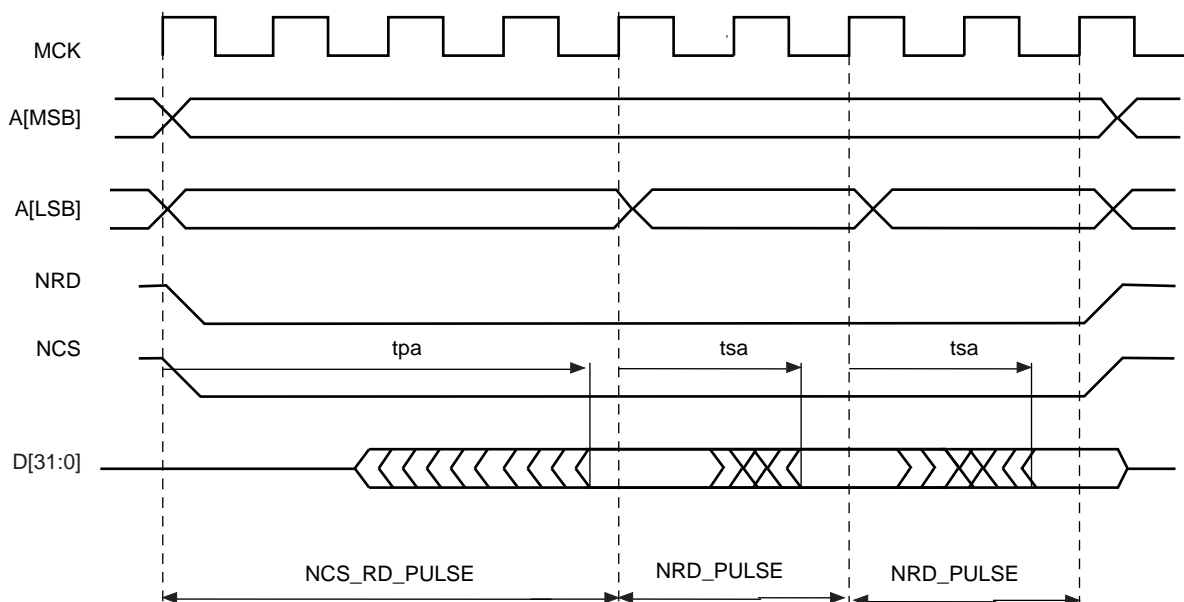 MCK
A[MSB]
A[LSB]
NRD
NCS
tpa
tsa
tsa
D[31:0]
NCS_RD_PULSE
NRD_PULSE
NRD_PULSE